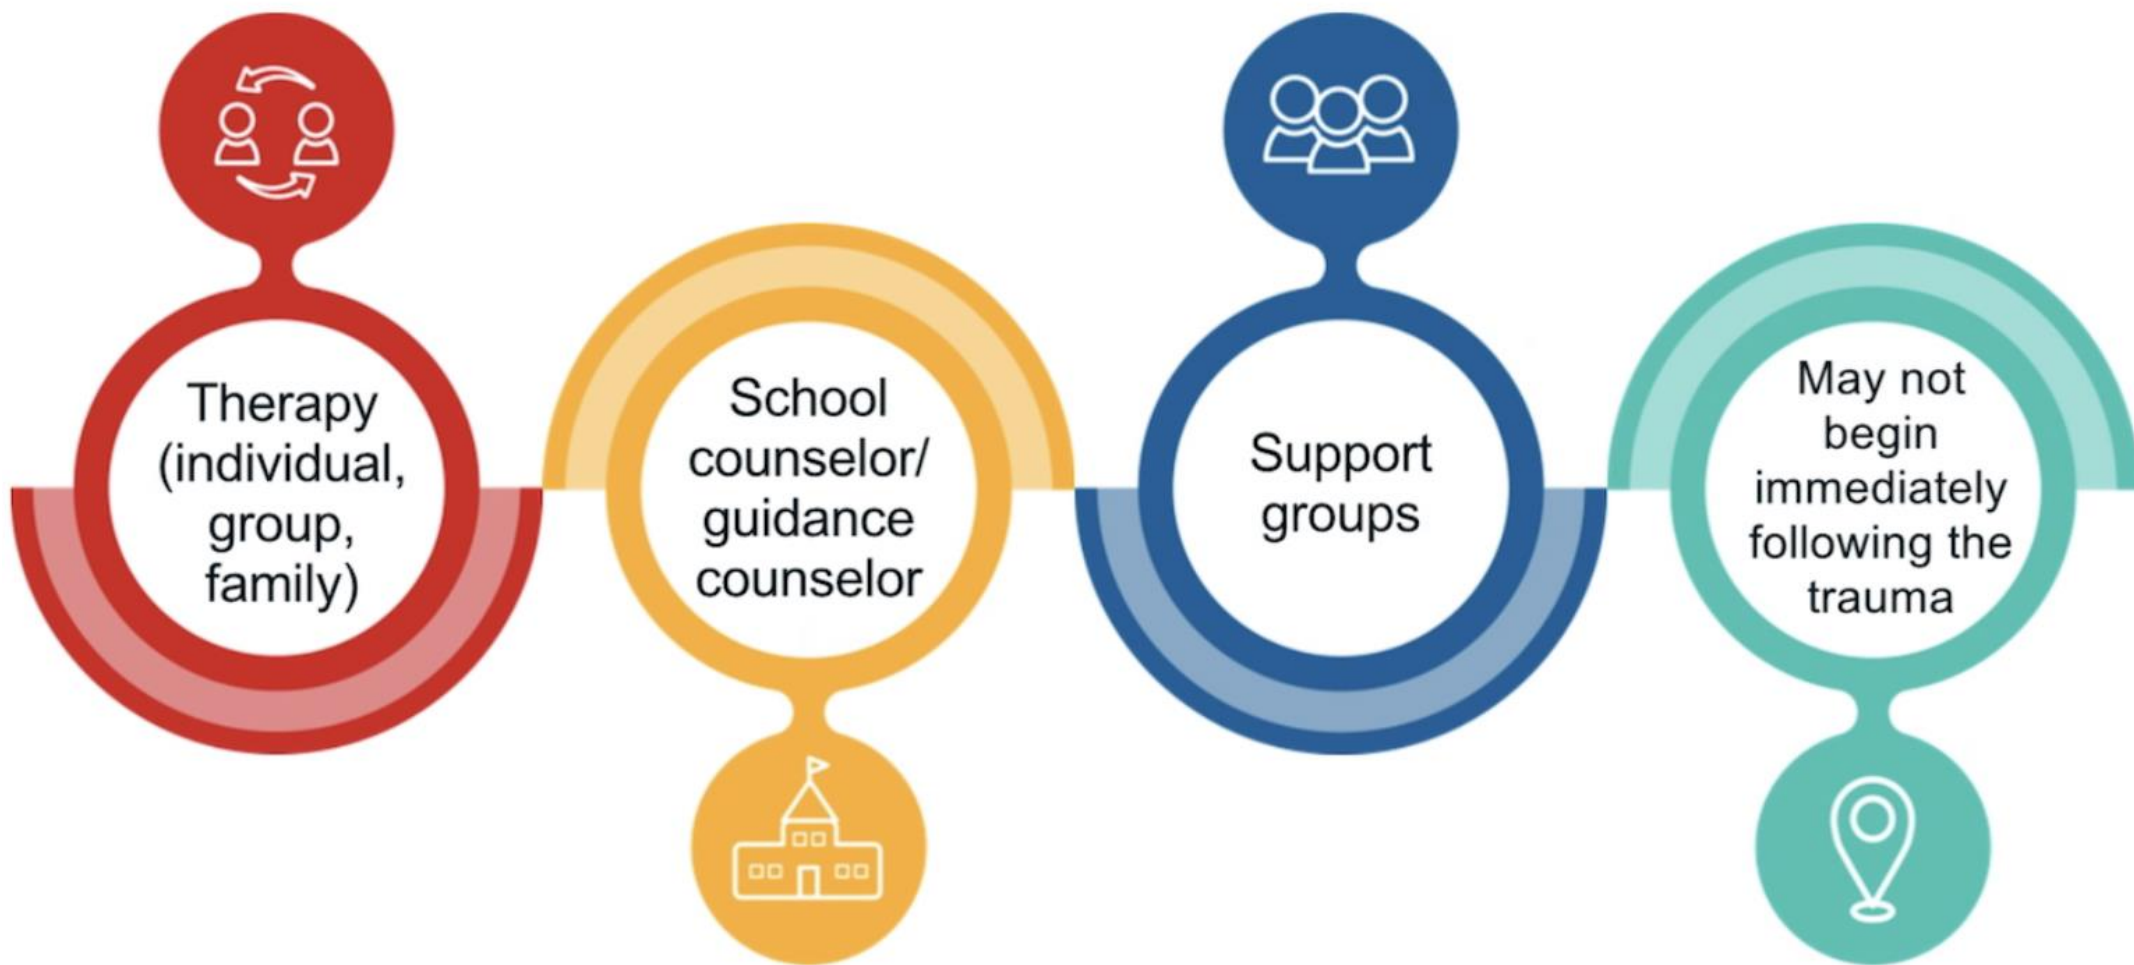 Therapy
(individual,
group,
family)
School
counselor/
guidance
counselor
Support
groups
May not
begin
immediately
following the
trauma